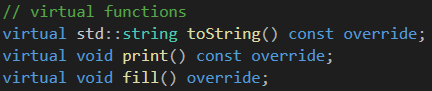 // virtual functions
virtual std::string toString() const override;
virtual void print() const override;
virtual void fill() override;